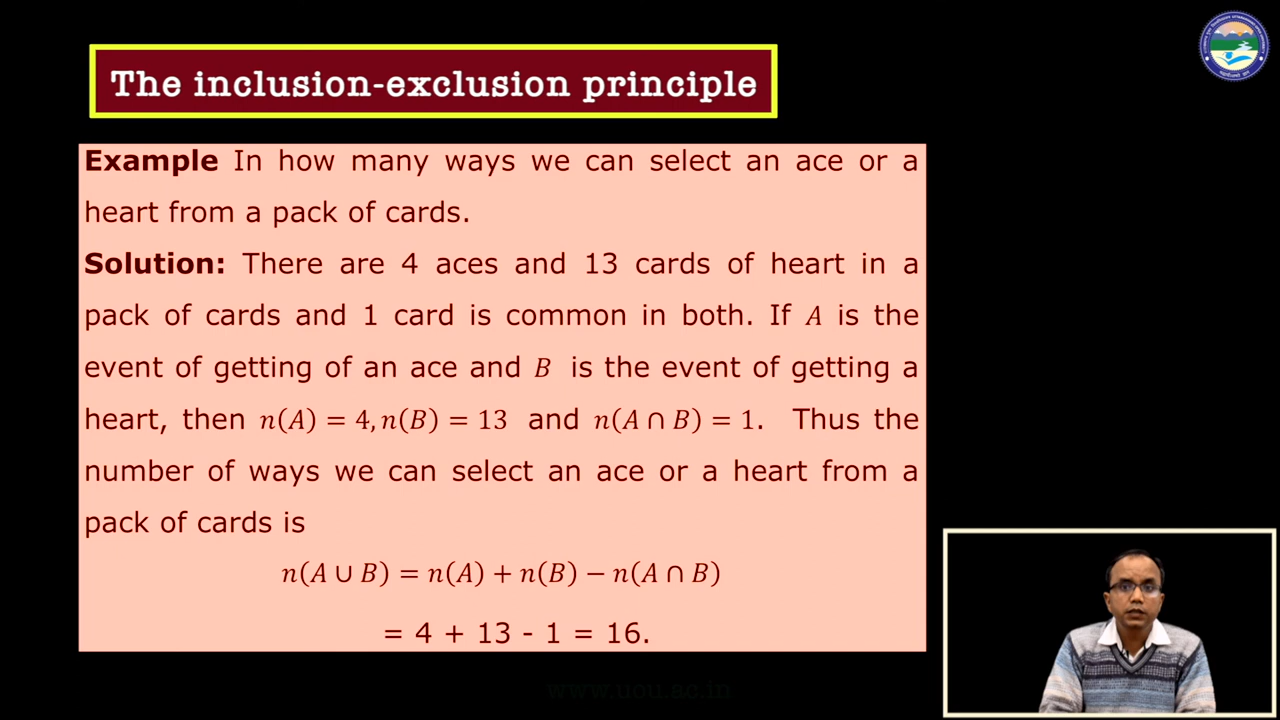 The inclusion-exclusion principle
Example In how many ways we can select an ace or a
heart from a pack of cards.
Solution: There are 4 aces and 13 cards of heart in a
pack of cards and 1 card is common in both. If A is the
event of getting of an ace and B is the event of getting a
heart, then n(A) = 4, n(B) = 13 and n(A ∩ B) = 1. Thus the
number of ways we can select an ace or a heart from a
pack of cards is
n(A ∪ B) = n(A) + n(B) − n(A ∩ B)
= 4 + 13 - 1 = 16.
www.uou.ac.in